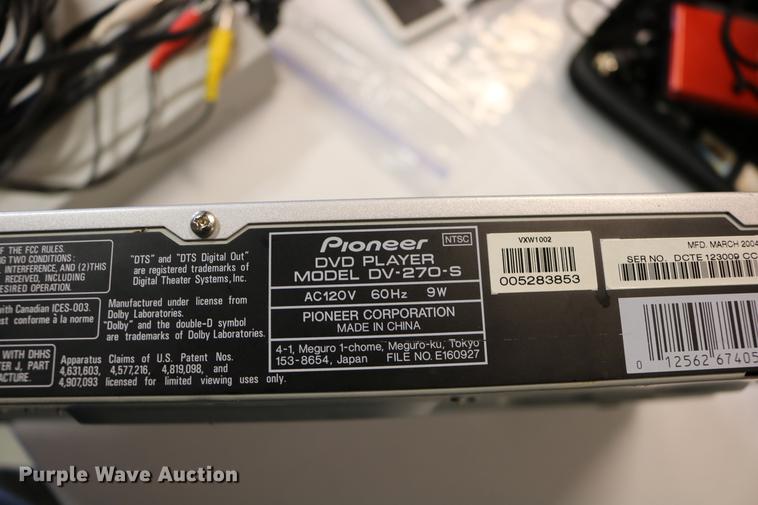 OF THE FCC RULES.
WING TWO CONDITIONS:
INTERFERENCE, AND (2)THIS
RECEIVED, INCLUDING
OPERATION.
with Canadian ICES-003.
est conforme à la norme
WITH DHHS
TER J, PART
ACTURE.
"DTS" and "DTS Digital Out"
are registered trademarks of
Digital Theater Systems, Inc.
Manufactured under license from
Dolby Laboratories.
"Dolby" and the double-D symbol
are trademarks of Dolby Laboratories.
Apparatus Claims of U.S. Patent Nos.
4,631,603, 4,577,216, 4,819,098, and
4,907,093 licensed for limited viewing uses only.
Pioneer
NTSC
DVD PLAYER
MODEL DV-270-S
AC120V 60Hz 9W
PIONEER CORPORATION
MADE IN CHINA
4-1, Meguro 1-chome, Meguro-ku, Tokyo
153-8654, Japan FILE NO. E160927
VXW1002
005283853
MFD. MARCH 2004
SER NO. DCTE 123009 CC
0 12562 67405
Purple Wave Auction